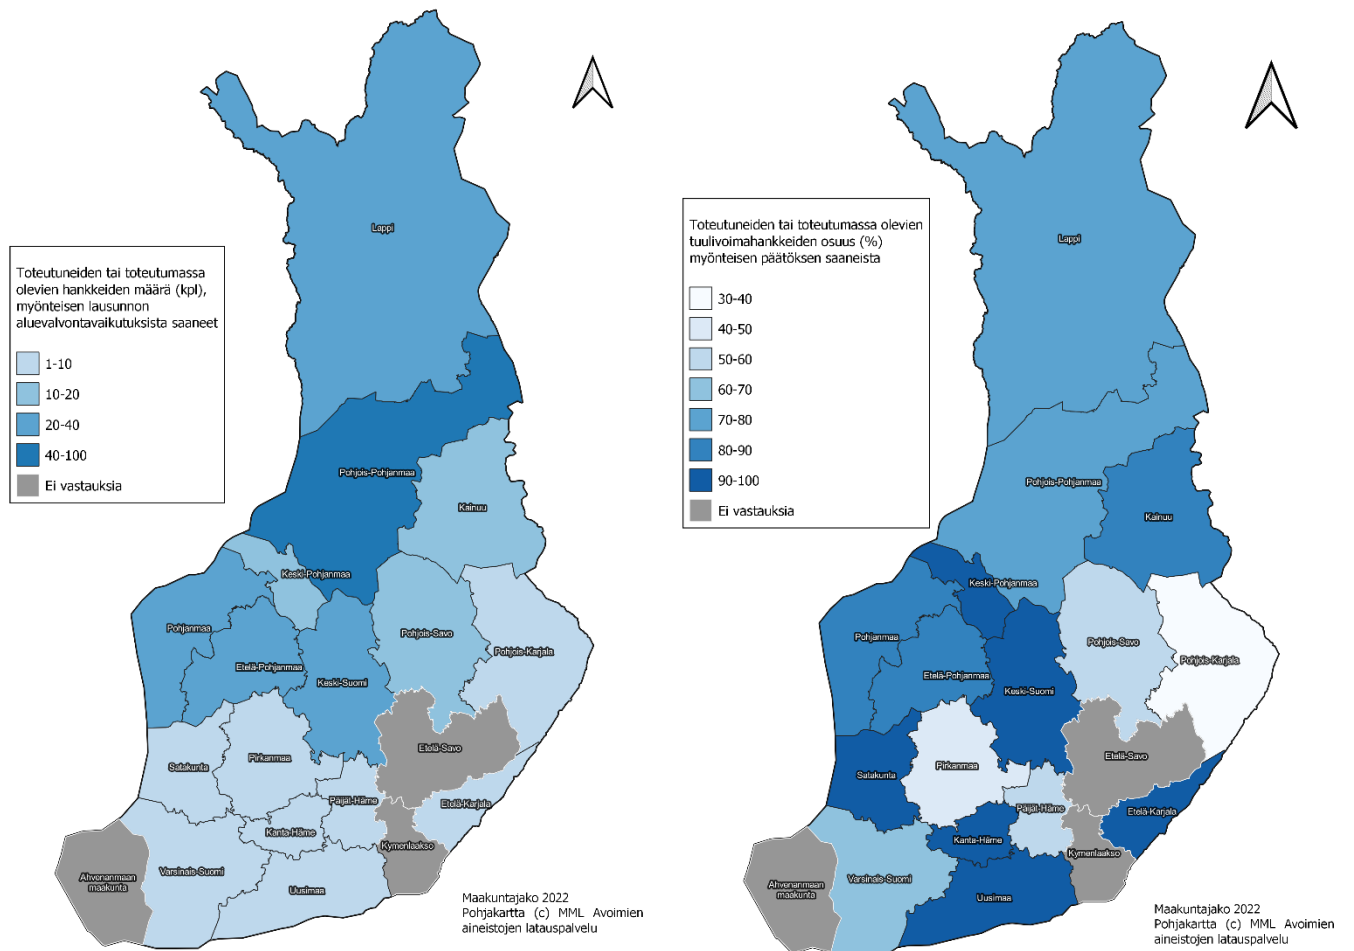 Toteutuneiden tai toteutumassa
olevien hankkeiden määrä (kpl),
myönteisen lausunnon
aluevalvontavaikutuksista saaneet
1-10
10-20
20-40
40-100
Ei vastauksia
Lappi
Pohjois-Pohjanmaa
Kainuu
Keski-Pohjanmaa
Pohjanmaa
Etelä-Pohjanmaa
Keski-Suomi
Pohjois-Savo
Pohjois-Karjala
Etelä-Savo
Satakunta
Pirkanmaa
Päijät-Häme
Etelä-Karjala
Kanta-Häme
Kymenlaakso
Varsinais-Suomi
Uusimaa
Ahvenanmaan
maakunta
Maakuntajako 2022
Pohjakartta (c) MML Avoimien
aineistojen latauspalvelu
Toteutuneiden tai toteutumassa olevien
tuulivoimahankkeiden osuus (%)
myönteisen päätöksen saaneista
30-40
40-50
50-60
60-70
70-80
80-90
90-100
Ei vastauksia
Lappi
Pohjois-Pohjanmaa
Kainuu
Keski-Pohjanmaa
Pohjanmaa
Etelä-Pohjanmaa
Keski-Suomi
Pohjois-Savo
Pohjois-Karjala
Etelä-Savo
Satakunta
Pirkanmaa
Päijät-Häme
Etelä-Karjala
Kanta-Häme
Kymenlaakso
Varsinais-Suomi
Uusimaa
Ahvenanmaan
maakunta
Maakuntajako 2022
Pohjakartta (c) MML Avoimien
aineistojen latauspalvelu